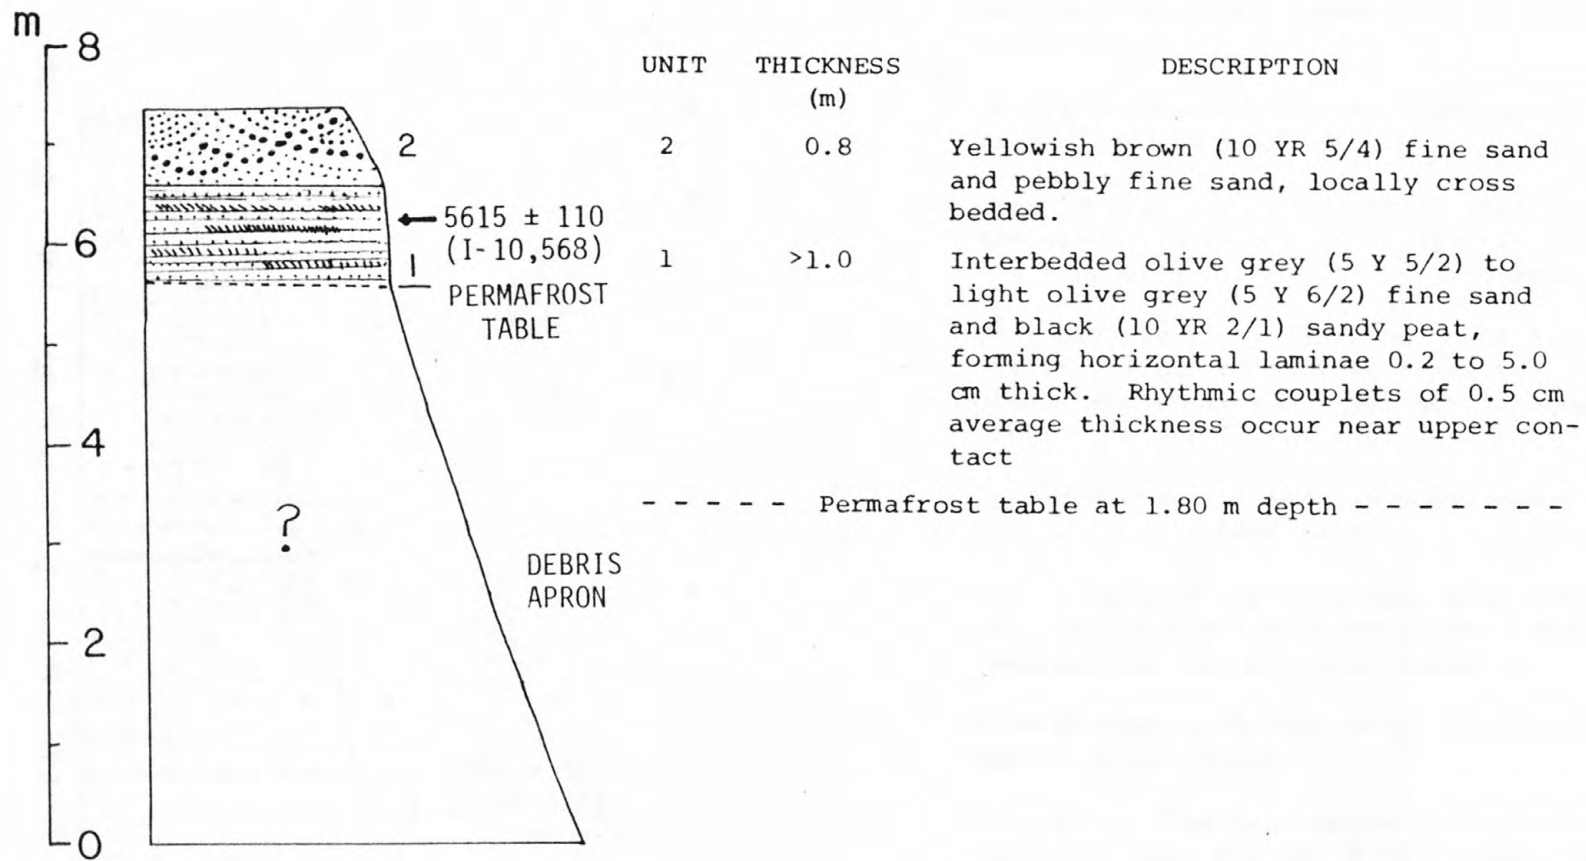 m
8
6
4
2
0
2
5615 ± 110
(I-10,568)
1
PERMAFROST
TABLE
?
DEBRIS
APRON
UNIT THICKNESS DESCRIPTION
(m)
2 0.8 Yellowish brown (10 YR 5/4) fine sand
and pebbly fine sand, locally cross
bedded.
1 >1.0 Interbedded olive grey (5 Y 5/2) to
light olive grey (5 Y 6/2) fine sand
and black (10 YR 2/1) sandy peat,
forming horizontal laminae 0.2 to 5.0
cm thick. Rhythmic couplets of 0.5 cm
average thickness occur near upper con-
tact
- - - - - Permafrost table at 1.80 m depth - - - - - - -